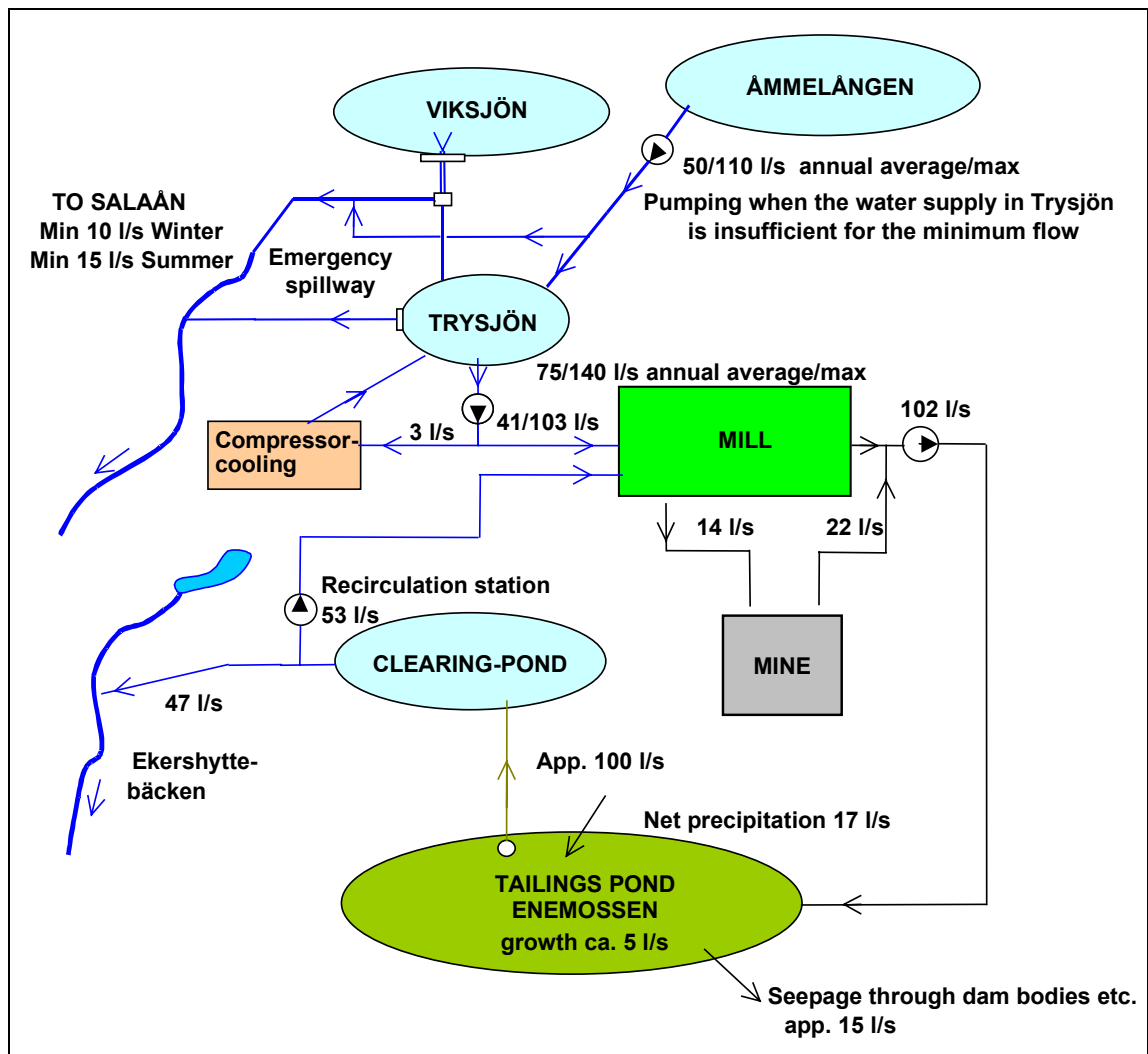 VIKSJÖN
ÅMMELÅNGEN
50/110 l/s annual average/max
Pumping when the water supply in Trysjön
is insufficient for the minimum flow
TO SALAÅN
Min 10 l/s Winter
Min 15 l/s Summer
Emergency
spillway
TRYSJÖN
75/140 l/s annual average/max
41/103 l/s
3 l/s
Compressor-
cooling
MILL
102 l/s
14 l/s
22 l/s
MINE
Recirculation station
53 l/s
CLEARING-POND
47 l/s
Ekershytte-
bäcken
App. 100 l/s
Net precipitation 17 l/s
TAILINGS POND
ENEMOSSEN
growth ca. 5 l/s
Seepage through dam bodies etc.
app. 15 l/s